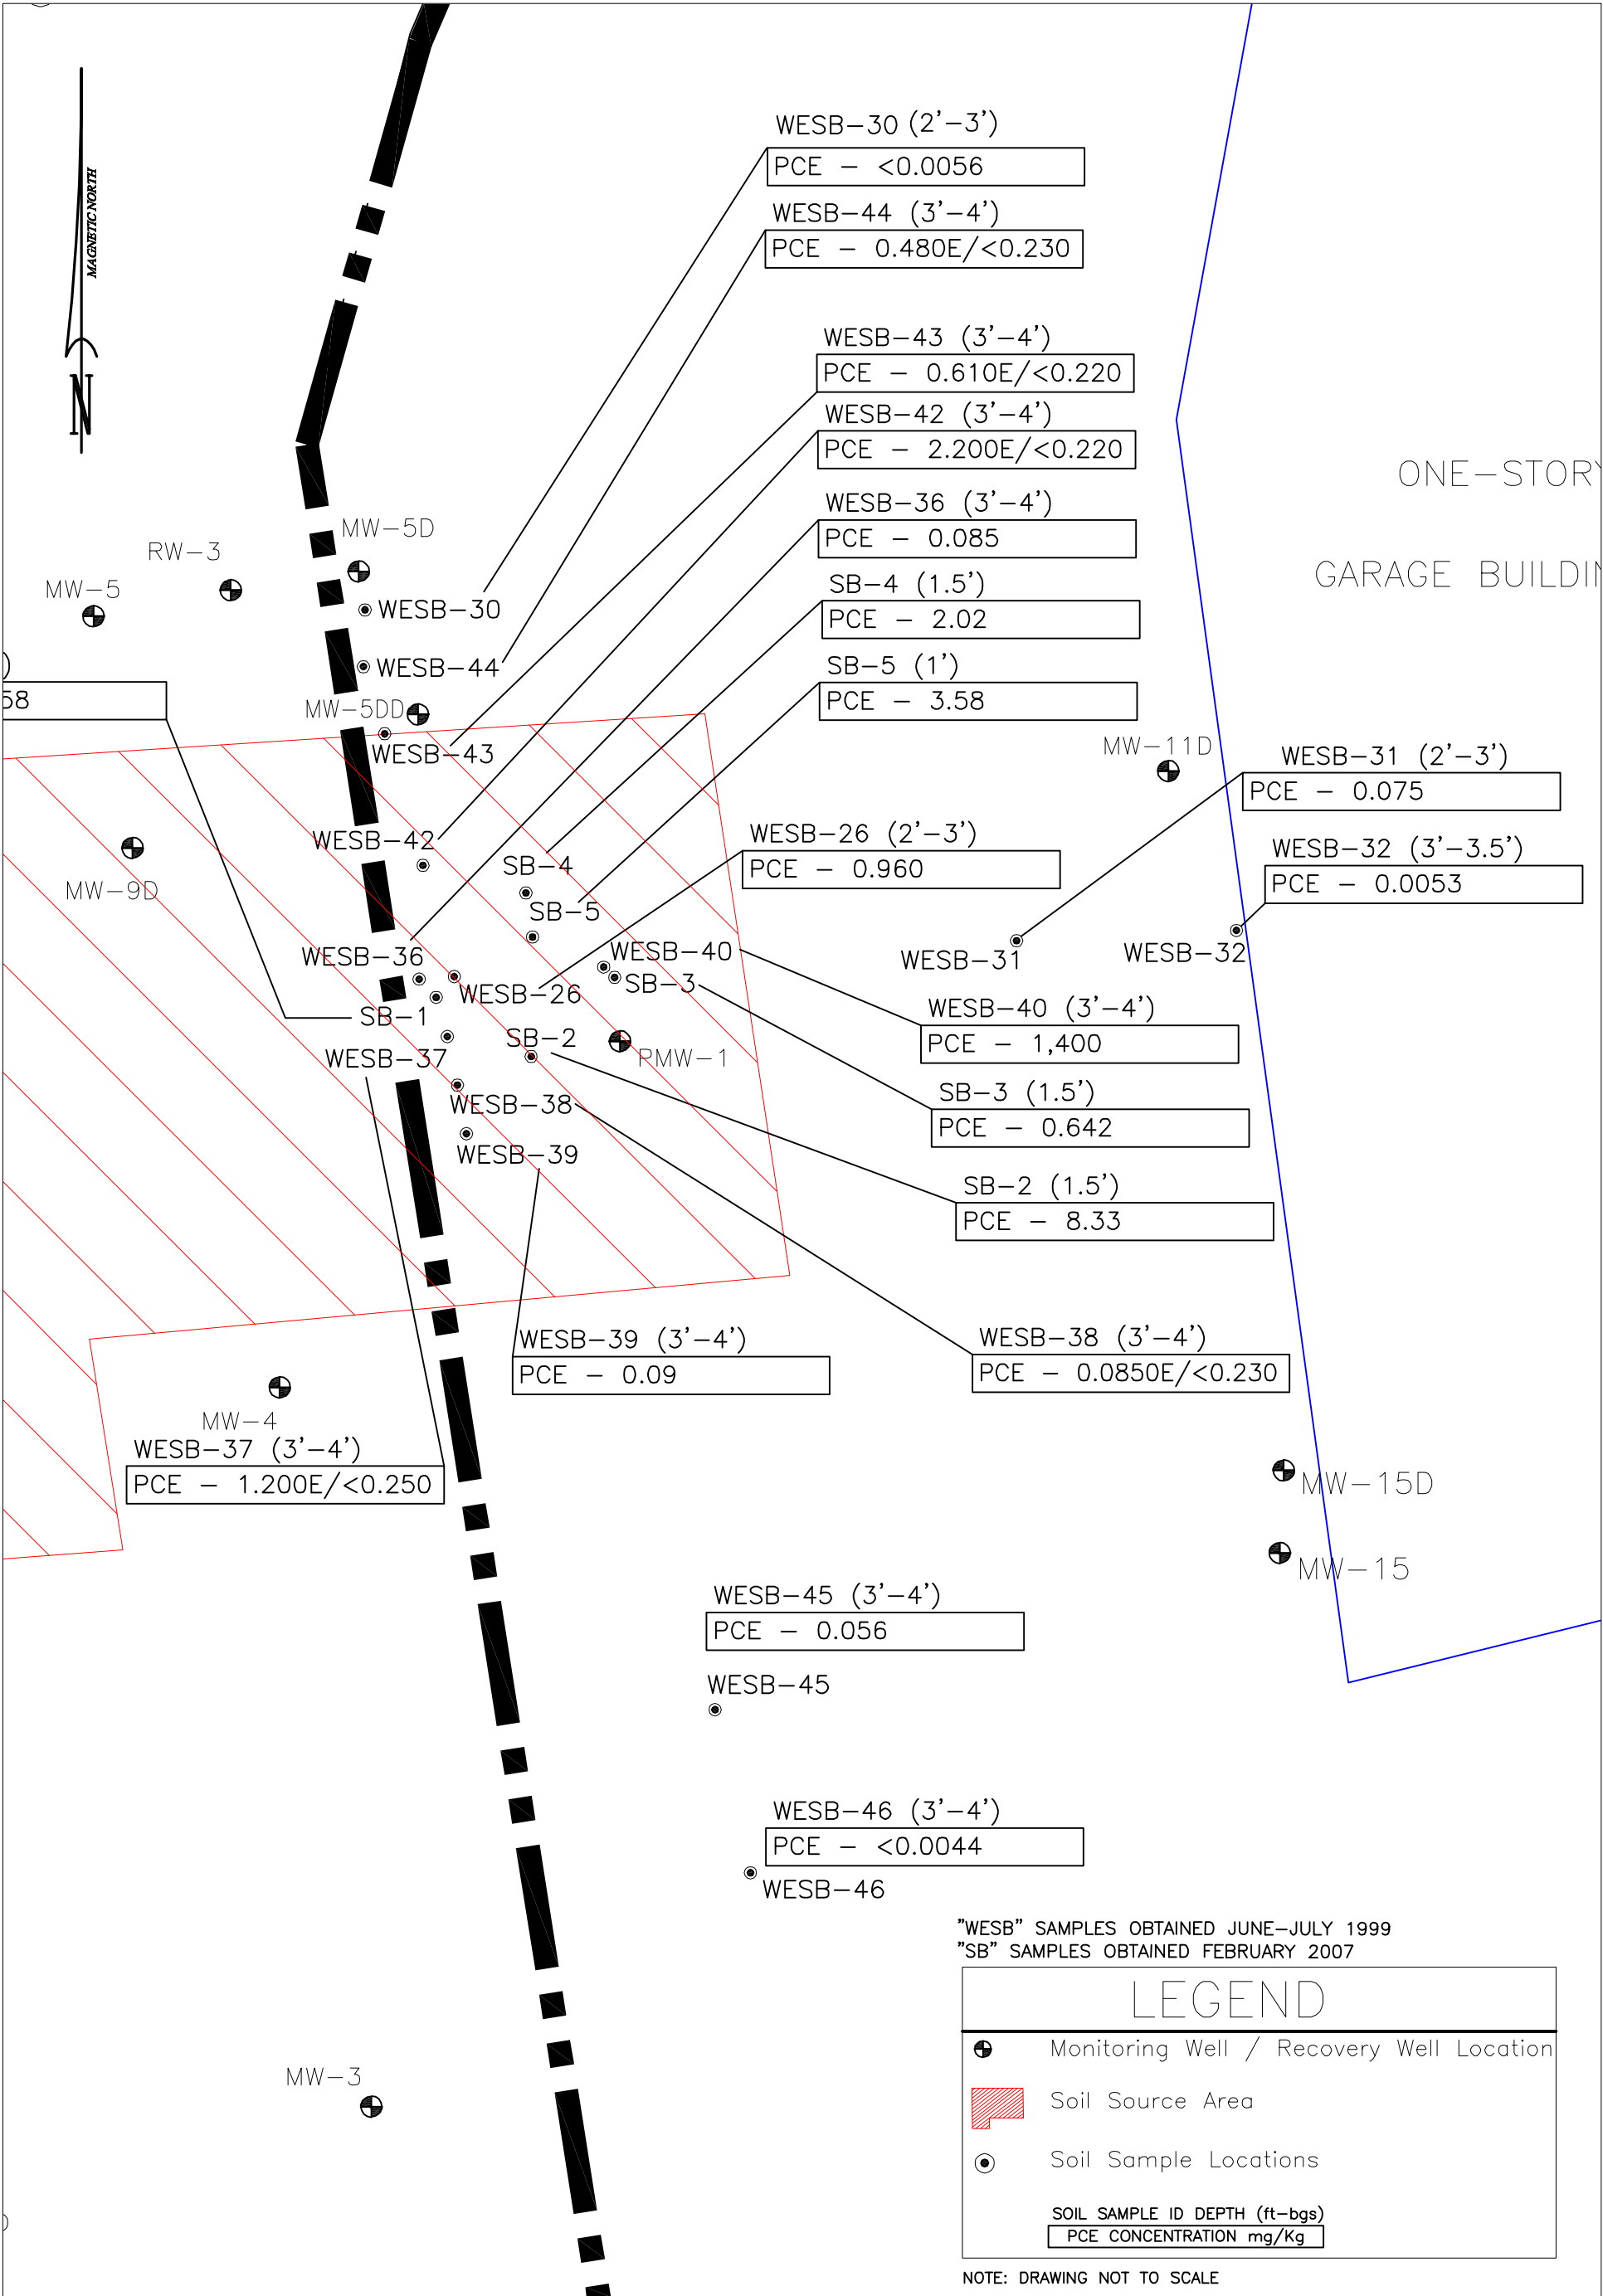 MAGNETIC NORTH
N
WESB-30 (2'-3')
PCE - <0.0056
WESB-44 (3'-4')
PCE - 0.480E/<0.230
WESB-43 (3'-4')
PCE - 0.610E/<0.220
WESB-42 (3'-4')
PCE - 2.200E/<0.220
ONE-STORY
WESB-36 (3'-4')
PCE - 0.085
GARAGE BUILDIN
SB-4 (1.5')
PCE - 2.02
SB-5 (1')
PCE - 3.58
MW-5D
RW-3
MW-5
WESB-30
WESB-44
)
58
MW-5DD
WESB-43
MW-11D
WESB-31 (2'-3')
PCE - 0.075
WESB-42
WESB-26 (2'-3')
PCE - 0.960
WESB-32 (3'-3.5')
PCE - 0.0053
MW-9D
SB-4
SB-5
WESB-36
WESB-40
WESB-31
WESB-32
WESB-26
SB-3
SB-1
WESB-40 (3'-4')
PCE - 1,400
SB-2
PMW-1
WESB-37
WESB-38
SB-3 (1.5')
PCE - 0.642
WESB-39
SB-2 (1.5')
PCE - 8.33
WESB-39 (3'-4')
PCE - 0.09
WESB-38 (3'-4')
PCE - 0.0850E/<0.230
MW-4
WESB-37 (3'-4')
PCE - 1.200E/<0.250
MW-15D
MW-15
WESB-45 (3'-4')
PCE - 0.056
WESB-45
WESB-46 (3'-4')
PCE - <0.0044
WESB-46
"WESB" SAMPLES OBTAINED JUNE-JULY 1999
"SB" SAMPLES OBTAINED FEBRUARY 2007
LEGEND
Monitoring Well / Recovery Well Location
Soil Source Area
Soil Sample Locations
SOIL SAMPLE ID DEPTH (ft-bgs)
PCE CONCENTRATION mg/Kg
NOTE: DRAWING NOT TO SCALE
MW-3